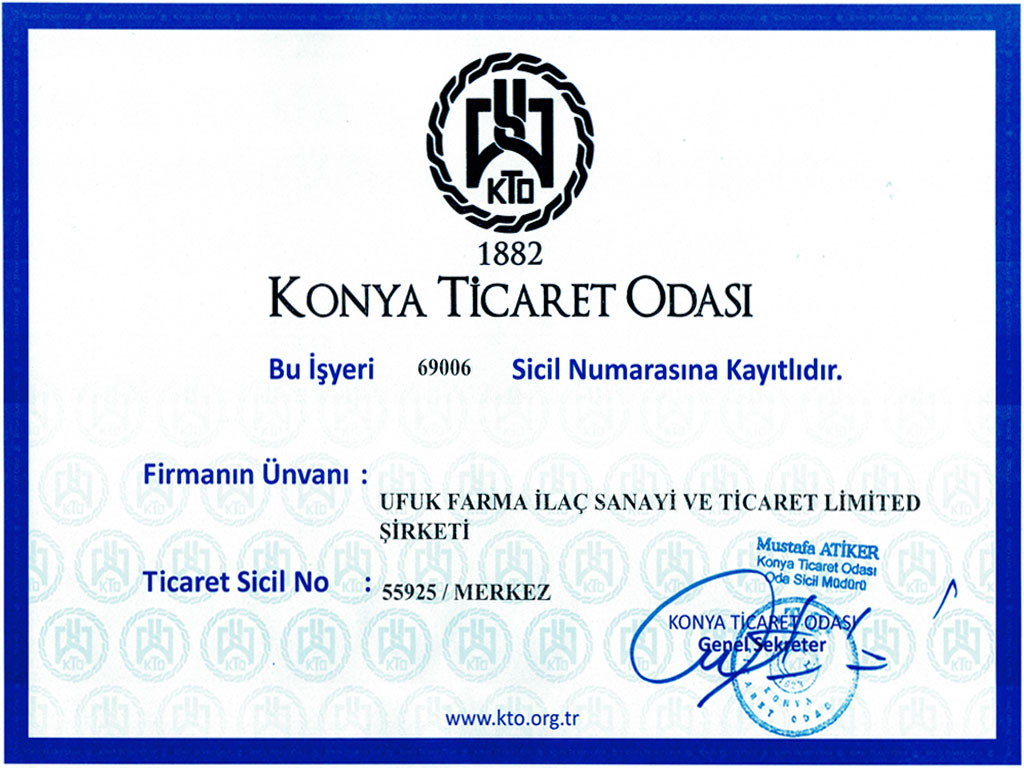 KTO
1882
KONYA TİCARET ODASI
Bu İşyeri 69006 Sicil Numarasına Kayıtlıdır.
Firmanın Ünvanı :
UFUK FARMA İLAÇ SANAYİ VE TİCARET LİMİTED
ŞİRKETİ
Mustafa ATİKER
Konya Ticaret Odası
Oda Sicil Müdürü
Ticaret Sicil No : 55925 / MERKEZ
KONYA TİCARET ODASI
Genel Sekreter
KONYA
www.kto.org.tr